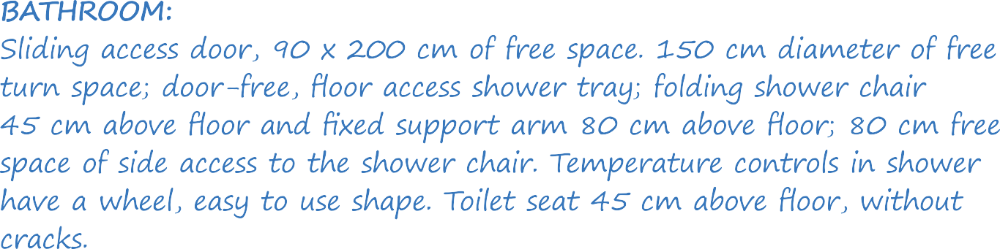 BATHROOM:
Sliding access door, 90 x 200 cm of free space. 150 cm diameter of free
turn space; door-free, floor access shower tray; folding shower chair
45 cm above floor and fixed support arm 80 cm above floor; 80 cm free
space of side access to the shower chair. Temperature controls in shower
have a wheel, easy to use shape. Toilet seat 45 cm above floor, without
cracks.